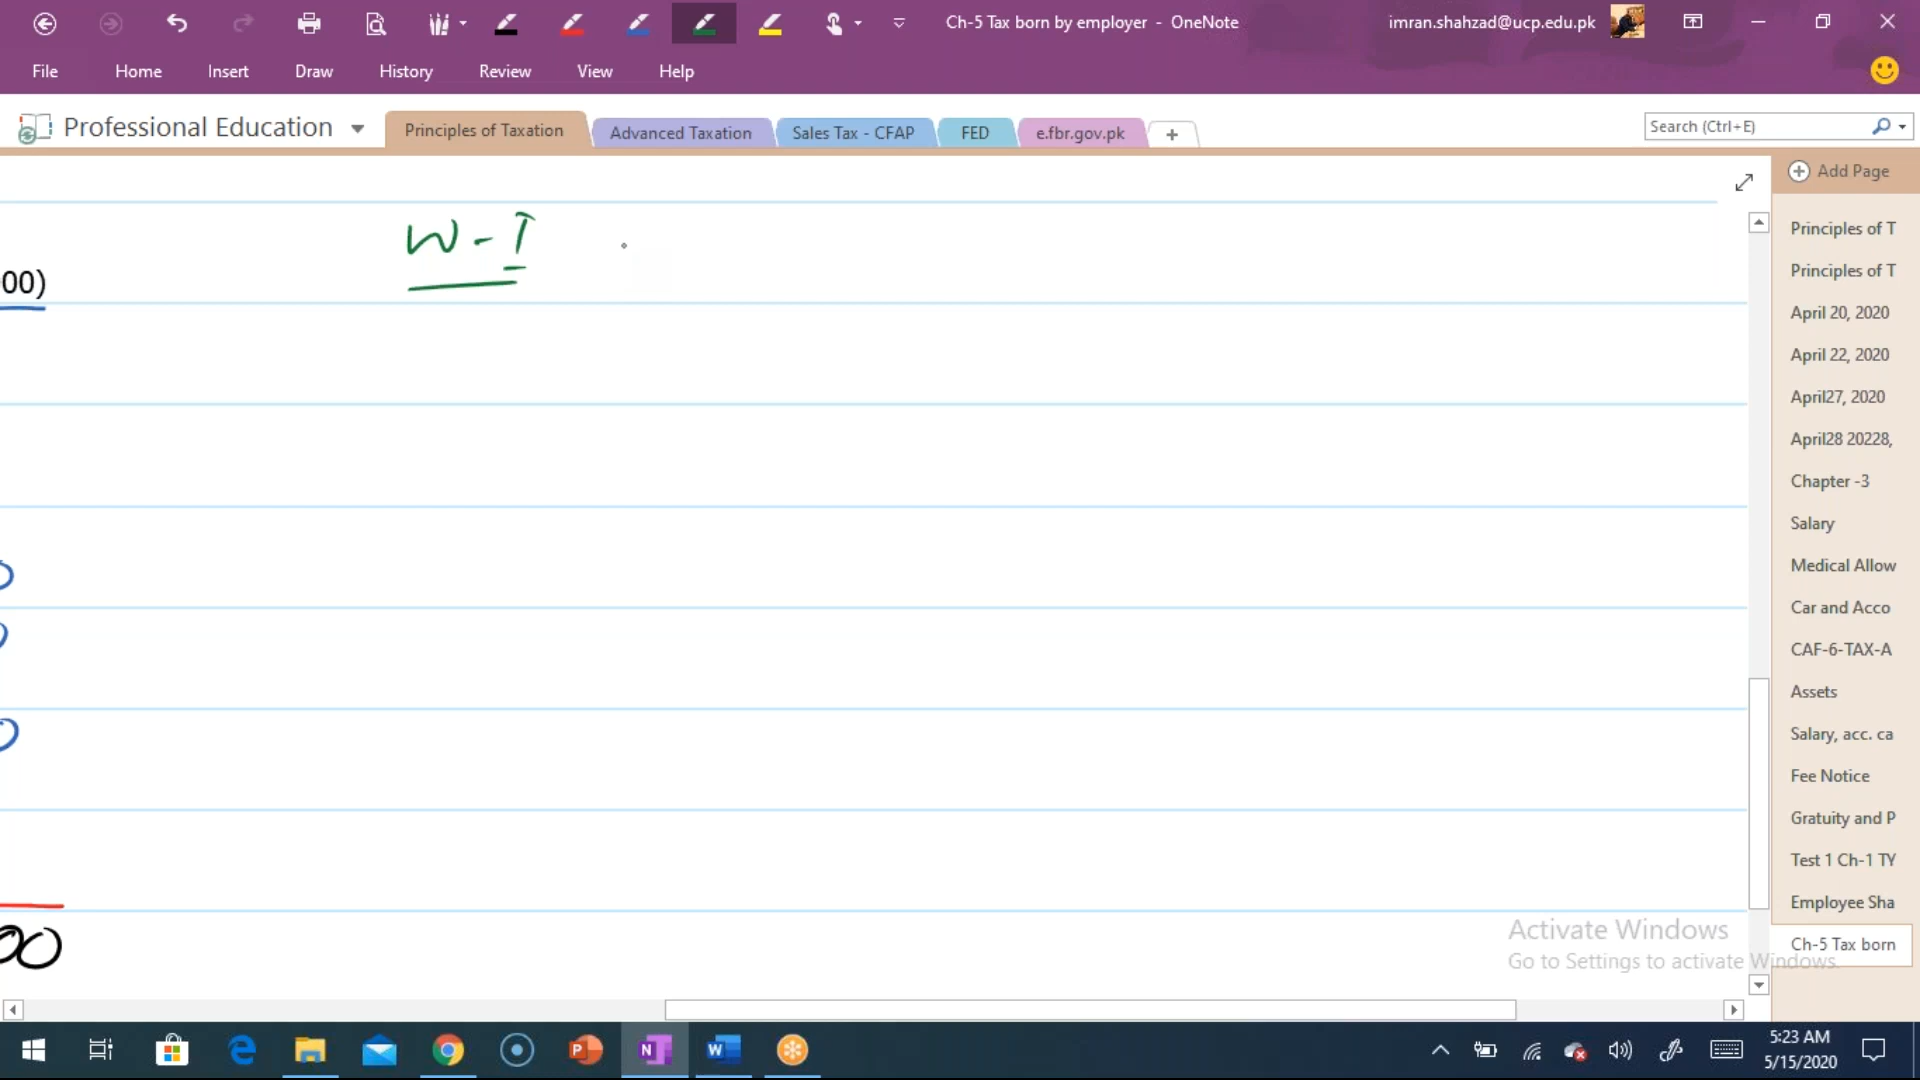 Ch-5 Tax born by employer - OneNote
imran.shahzad@ucp.edu.pk
File Home Insert Draw History Review View Help
Professional Education
Principles of Taxation
Advanced Taxation
Sales Tax - CFAP
FED
e.fbr.gov.pk
Search (Ctrl+E)
Add Page
W - I
00)
00
Principles of T
Principles of T
April 20, 2020
April 22, 2020
April27, 2020
April28 20228,
Chapter -3
Salary
Medical Allow
Car and Acco
CAF-6-TAX-A
Assets
Salary, acc. ca
Fee Notice
Gratuity and P
Test 1 Ch-1 TY
Employee Sha
Ch-5 Tax born
Activate Windows
Go to Settings to activate Windows.
5:23 AM
5/15/2020